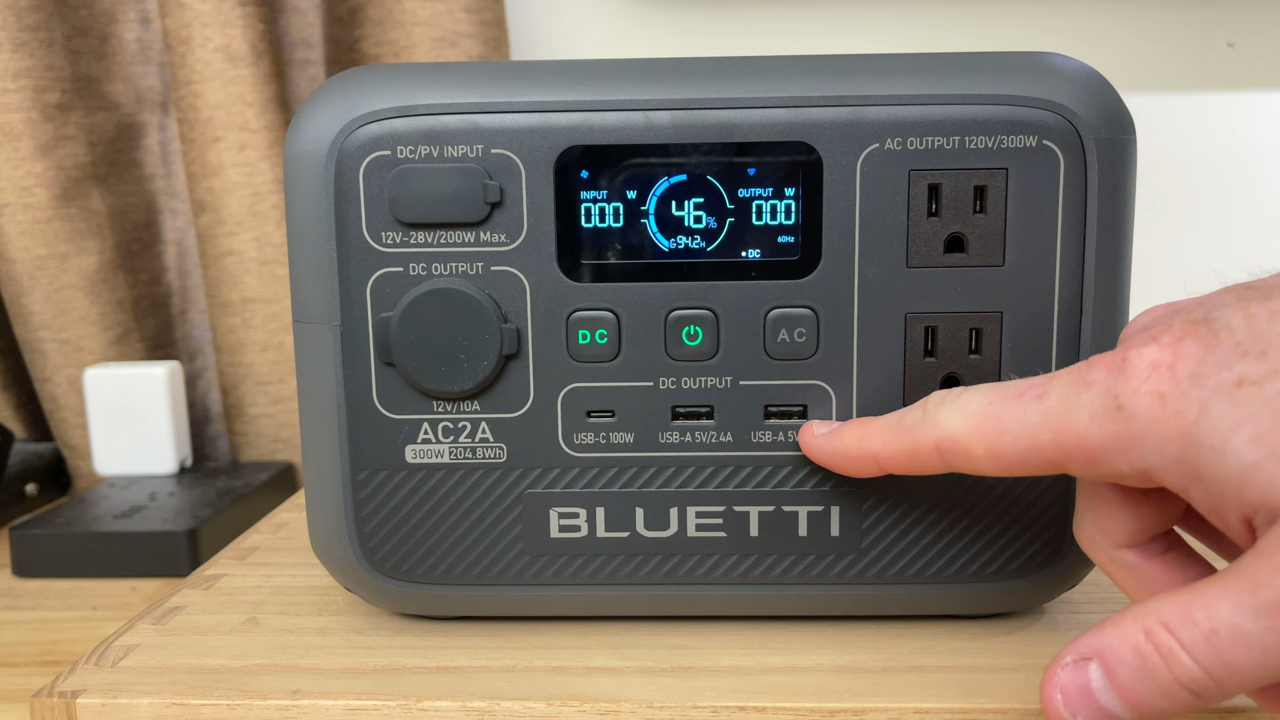 DC/PV INPUT
12V-28V/200W Max.
DC OUTPUT
12V/10A
AC2A
300W 204.8Wh
INPUT W
000
46%
94.2H
OUTPUT W
000
60Hz
DC
DC
AC
DC OUTPUT
USB-C 100W
USB-A 5V/2.4A
USB-A 5V
AC OUTPUT 120V/300W
BLUETTI